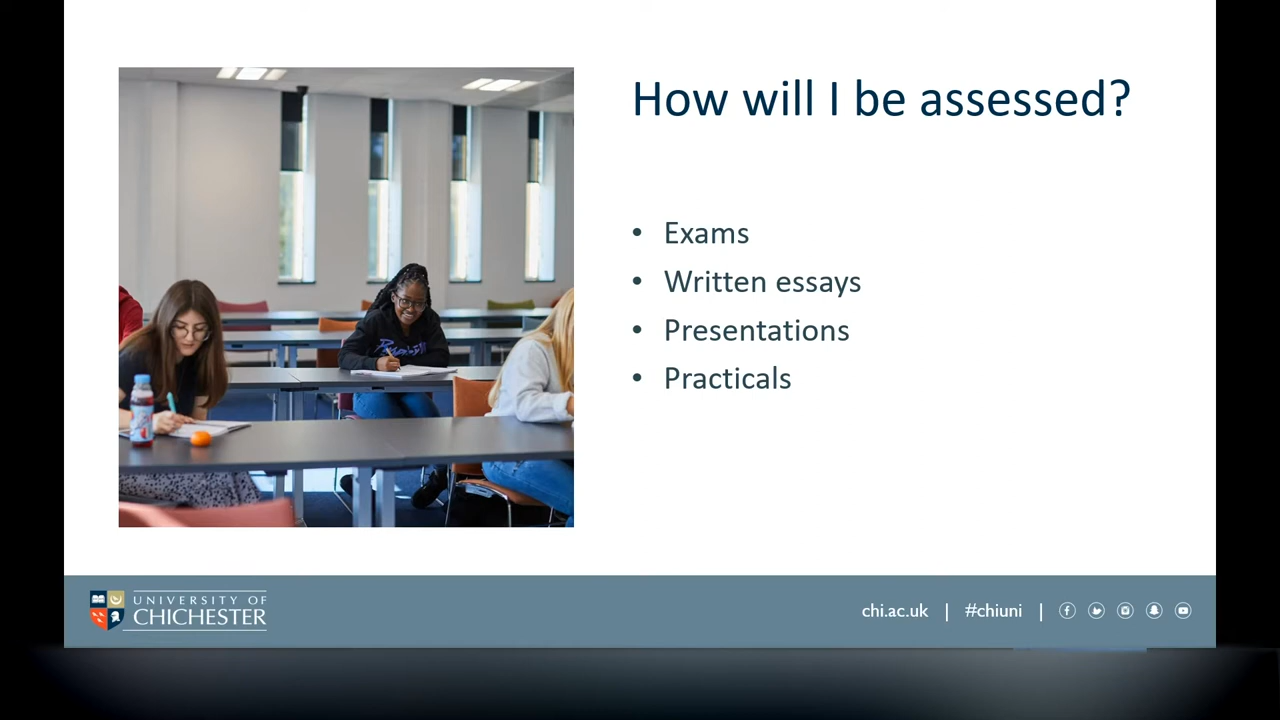 How will I be assessed?
• Exams
• Written essays
• Presentations
• Practicals
UNIVERSITY OF
CHICHESTER
chi.ac.uk | #chiuni |